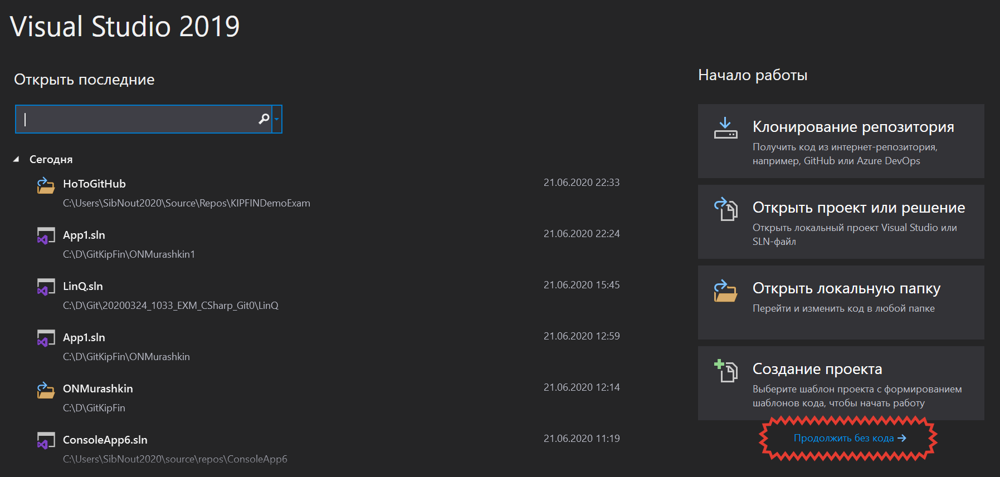 Visual Studio 2019
Открыть последние
Сегодня
HoToGitHub 21.06.2020 22:33
C:\Users\SibNout2020\Source\Repos\KIPFINDemoExam
App1.sln 21.06.2020 22:24
C:\D\GitKipFin\ONMurashkin1
LinQ.sln 21.06.2020 15:45
C:\D\Git\20200324_1033_EXM_CSharp_Git0\LinQ
App1.sln 21.06.2020 12:59
C:\D\GitKipFin\ONMurashkin
ONMurashkin 21.06.2020 12:14
C:\D\GitKipFin
ConsoleApp6.sln 21.06.2020 11:19
C:\Users\SibNout2020\source\repos\ConsoleApp6
Начало работы
Клонирование репозитория
Получить код из интернет-репозитория,
например, GitHub или Azure DevOps
Открыть проект или решение
Открыть локальный проект Visual Studio или
SLN-файл
Открыть локальную папку
Перейти и изменить код в любой папке
Создание проекта
Выберите шаблон проекта с формированием
шаблонов кода, чтобы начать работу
Продолжить без кода →